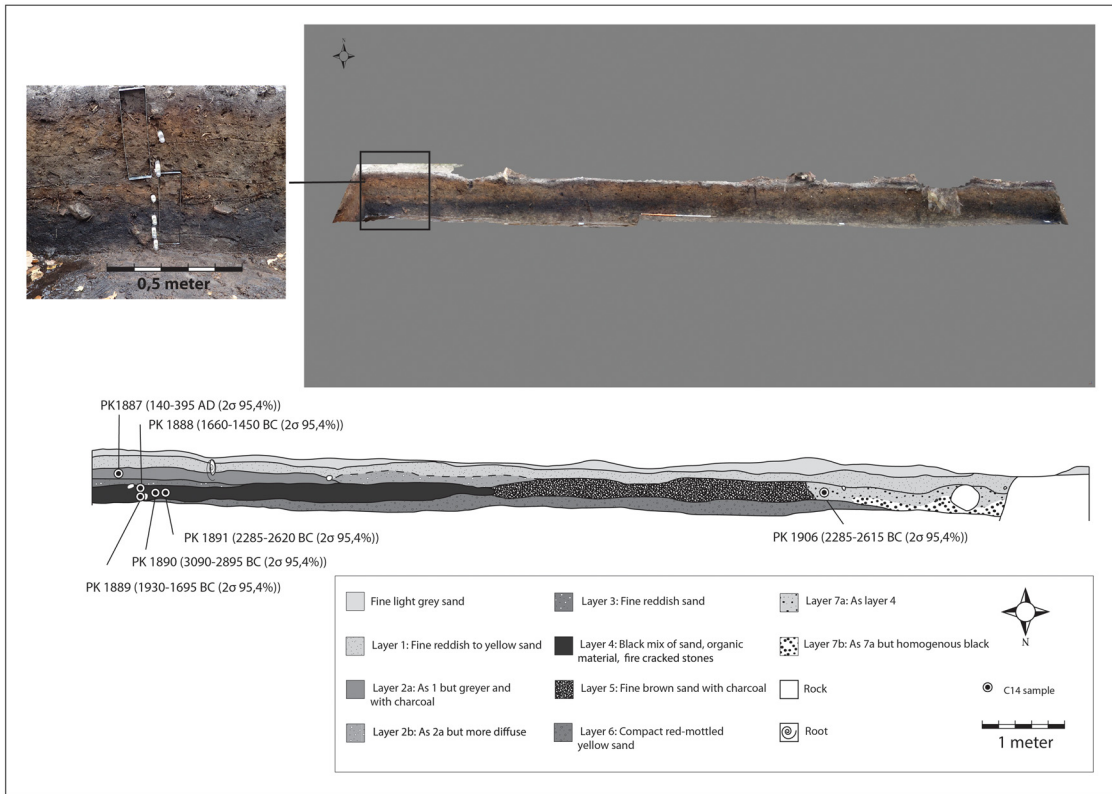 N
0,5 meter
PK1887 (140-395 AD (2σ 95,4%))
PK 1888 (1660-1450 BC (2σ 95,4%))
PK 1891 (2285-2620 BC (2σ 95,4%))
PK 1906 (2285-2615 BC (2σ 95,4%))
PK 1890 (3090-2895 BC (2σ 95,4%))
PK 1889 (1930-1695 BC (2σ 95,4%))
Fine light grey sand
Layer 1: Fine reddish to yellow sand
Layer 2a: As 1 but greyer and
with charcoal
Layer 2b: As 2a but more diffuse
Layer 3: Fine reddish sand
Layer 4: Black mix of sand, organic
material, fire cracked stones
Layer 5: Fine brown sand with charcoal
Layer 6: Compact red-mottled
yellow sand
Layer 7a: As layer 4
Layer 7b: As 7a but homogenous black
Rock
Root
N
C14 sample
1 meter